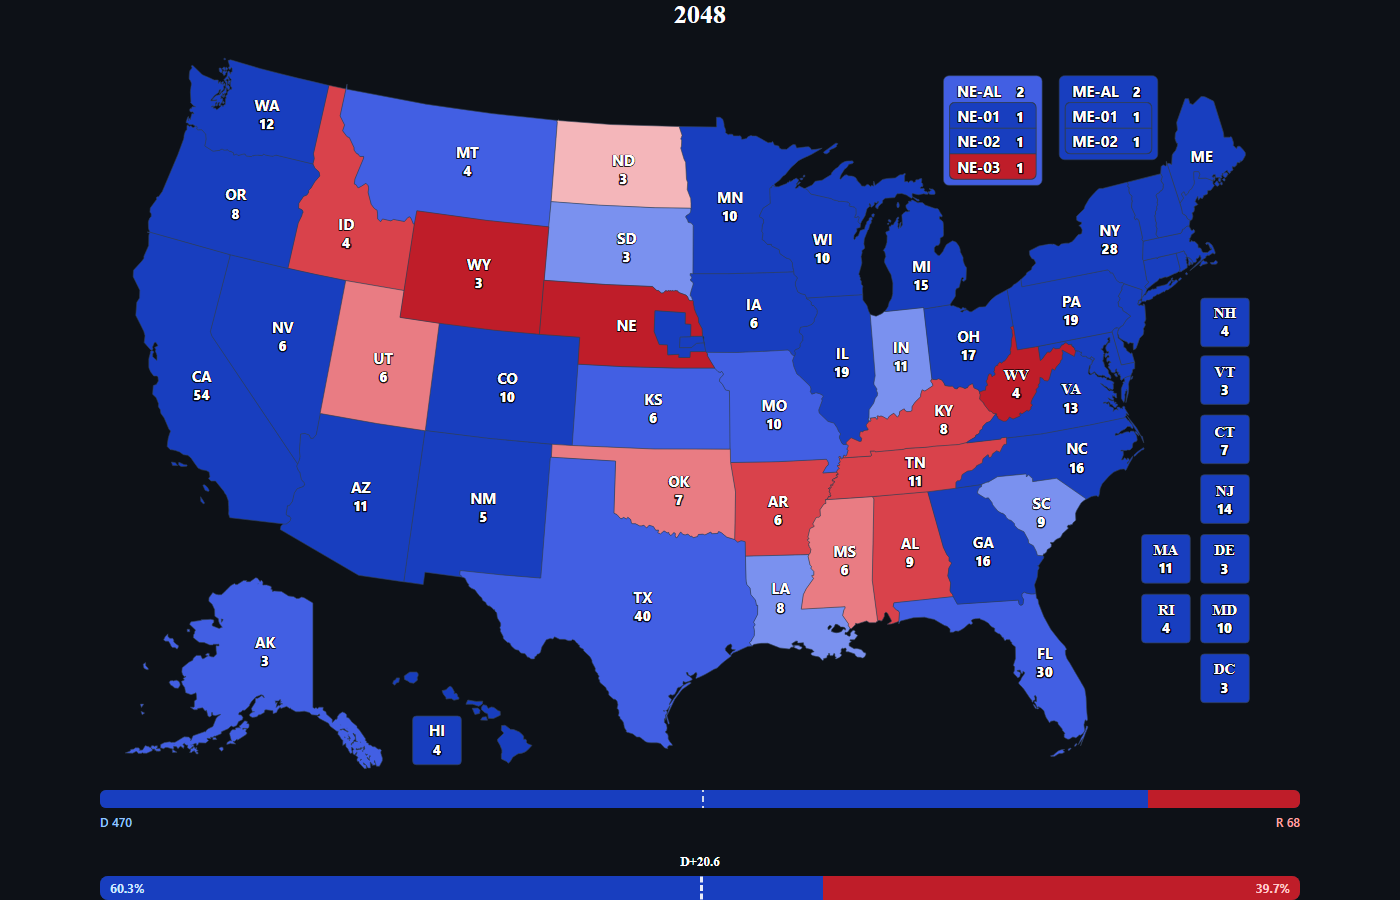 2048
WA
12
OR
8
CA
54
NV
6
ID
4
MT
4
WY
3
UT
6
AZ
11
CO
10
NM
5
ND
3
SD
3
NE
KS
6
OK
7
TX
40
MN
10
IA
6
MO
10
AR
6
LA
8
WI
10
IL
19
MI
15
IN
11
OH
17
KY
8
TN
11
MS
6
AL
9
GA
16
FL
30
SC
9
NC
16
VA
13
WV
4
PA
19
NY
28
ME
AK
3
HI
4
NE-AL 2
NE-01 1
NE-02 1
NE-03 1
ME-AL 2
ME-01 1
ME-02 1
NH
4
VT
3
CT
7
NJ
14
MA
11
DE
3
RI
4
MD
10
DC
3
D 470
R 68
D+20.6
60.3%
39.7%